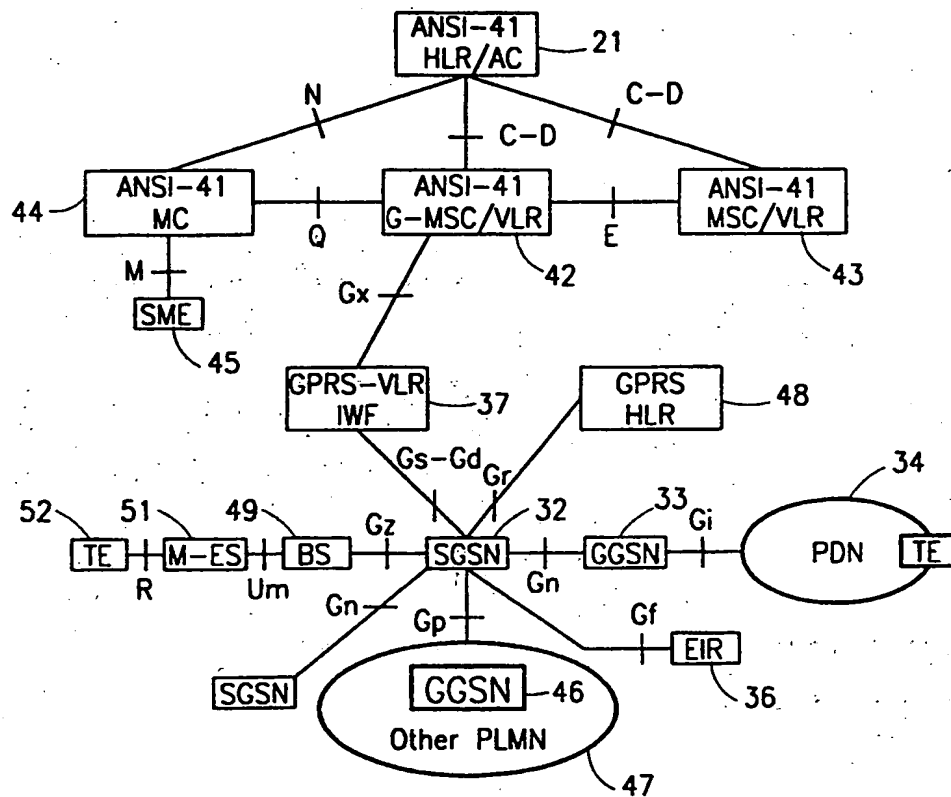 ANSI-41
HLR/AC
21
N
C-D
C-D
44
ANSI-41
MC
Q
ANSI-41
G-MSC/VLR
E
ANSI-41
MSC/VLR
42
43
M
SME
45
Gx
GPRS-VLR
IWF
37
GPRS
HLR
48
Gs-Gd
Gr
34
52
TE
R
51
M-ES
Um
49
BS
Gz
SGSN
32
Gn
33
GGSN
Gi
PDN
TE
Gn
Gp
Gf
EIR
36
SGSN
GGSN
46
Other PLMN
47